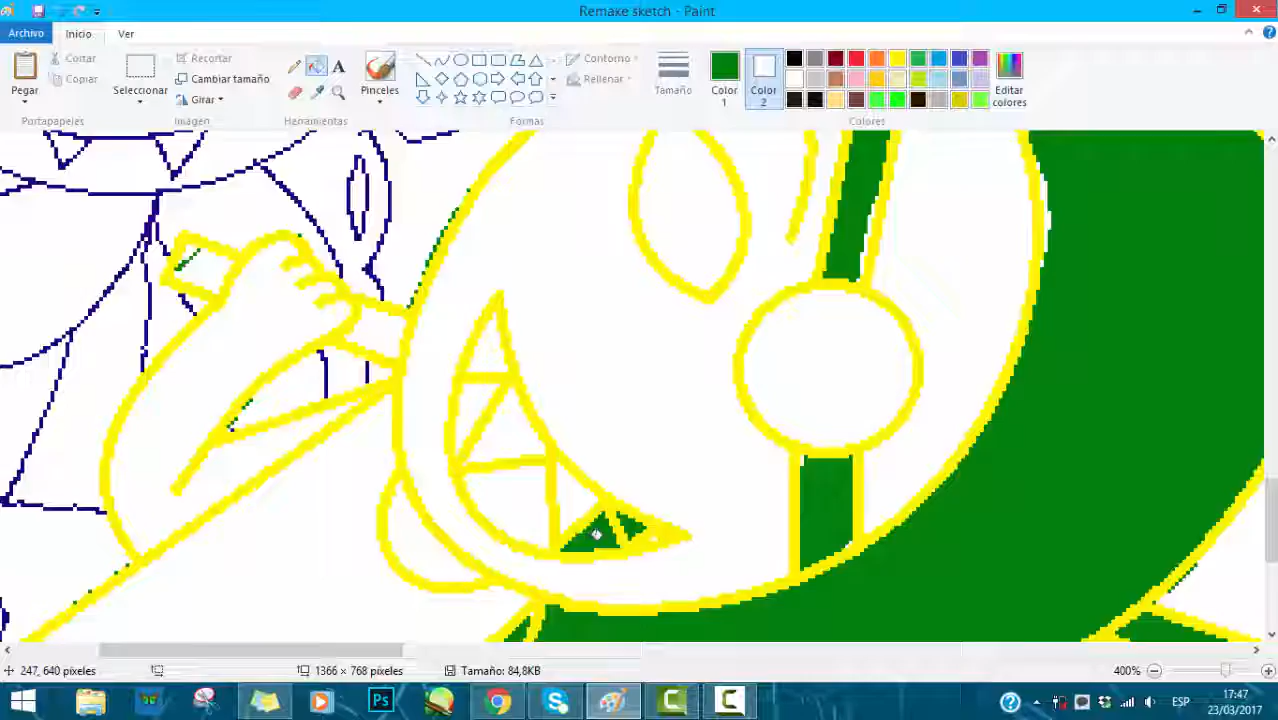 Remake sketch - Paint
Archivo
Inicio
Ver
Pegar
Cortar
Copiar
Portapapeles
Seleccionar
Recortar
Cambiar tamaño
Girar
Imagen
A
Herramientas
Pinceles
Contorno
Rellenar
Formas
Tamaño
Color
1
Color
2
Editar
colores
Colores
247, 640 píxeles
1366 × 768 píxeles
Tamaño: 84,8KB
400%
Ps
ESP
17:47
23/03/2017